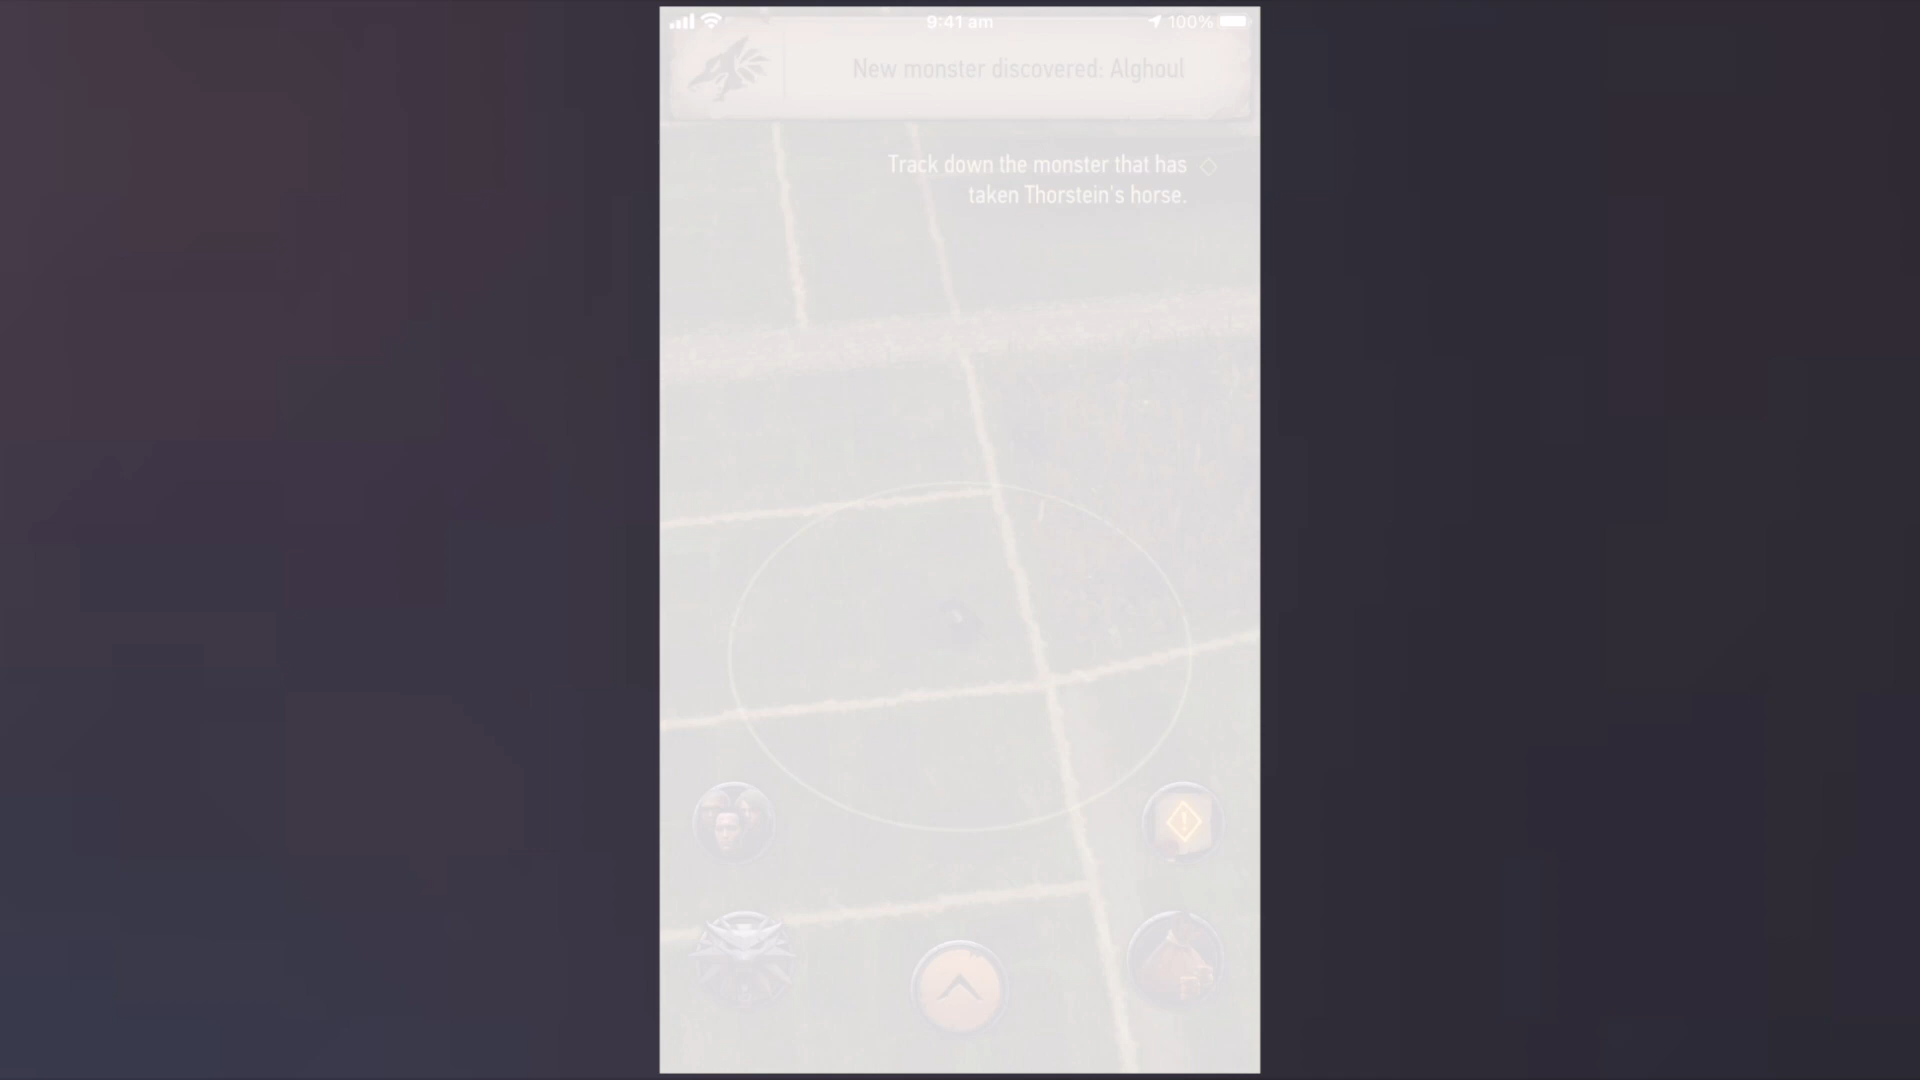 9:41 am
100%
New monster discovered: Alghoul
Track down the monster that has
taken Thorstein's horse.